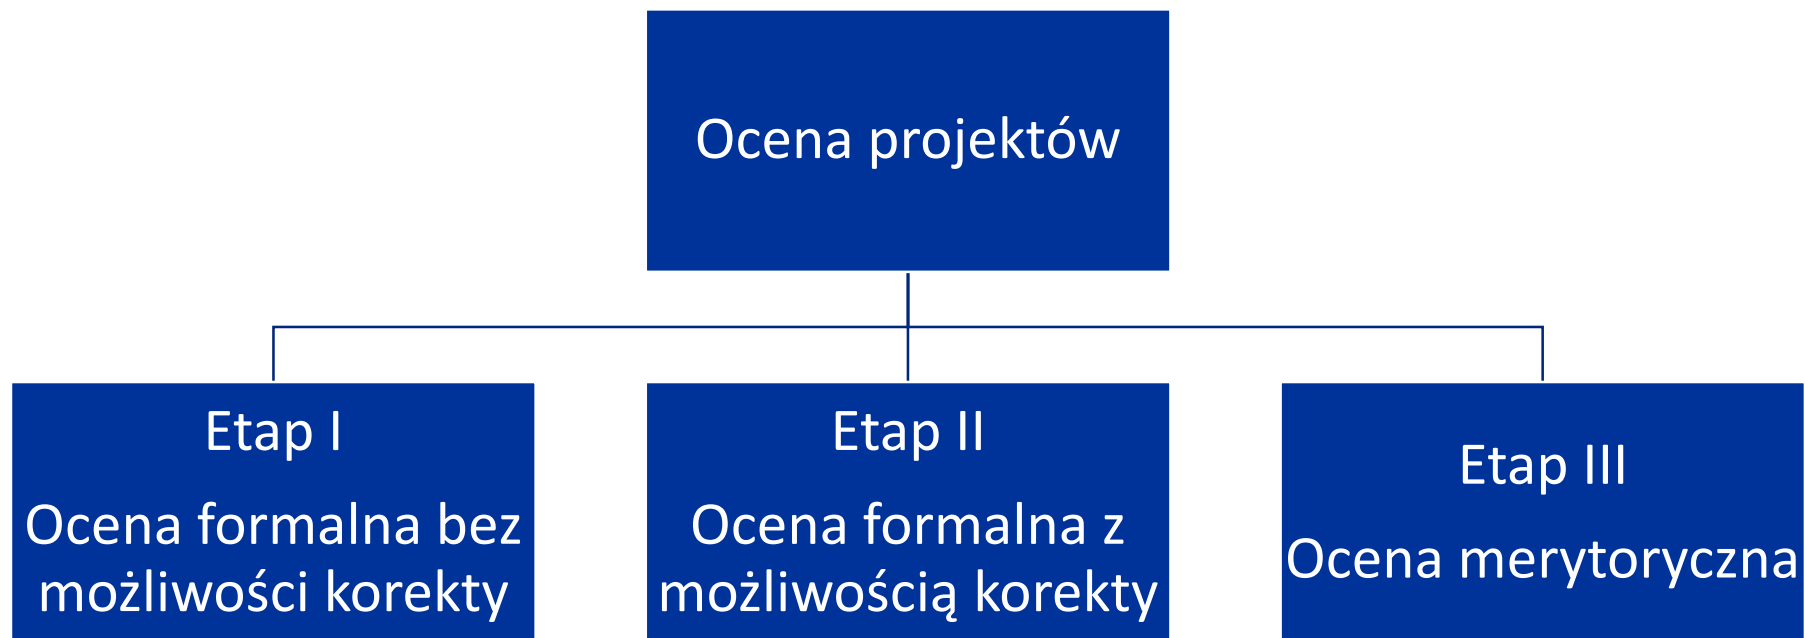 Ocena projektów
Etap I
Ocena formalna bez
możliwości korekty
Etap II
Ocena formalna z
możliwością korekty
Etap III
Ocena merytoryczna